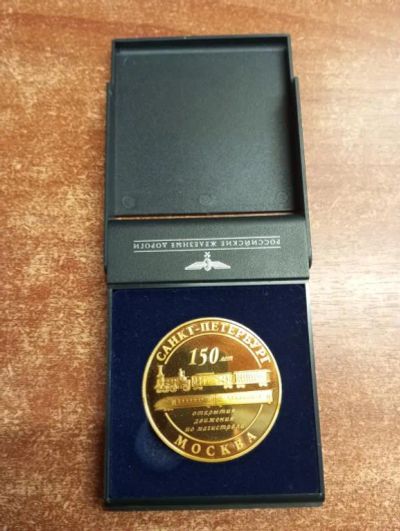 РОССИЙСКИЕ ЖЕЛЕЗНЫЕ ДОРОГИ
САНКТ-ПЕТЕРБУРГ
150 лет
открытия
движения
по магистрали
МОСКВА